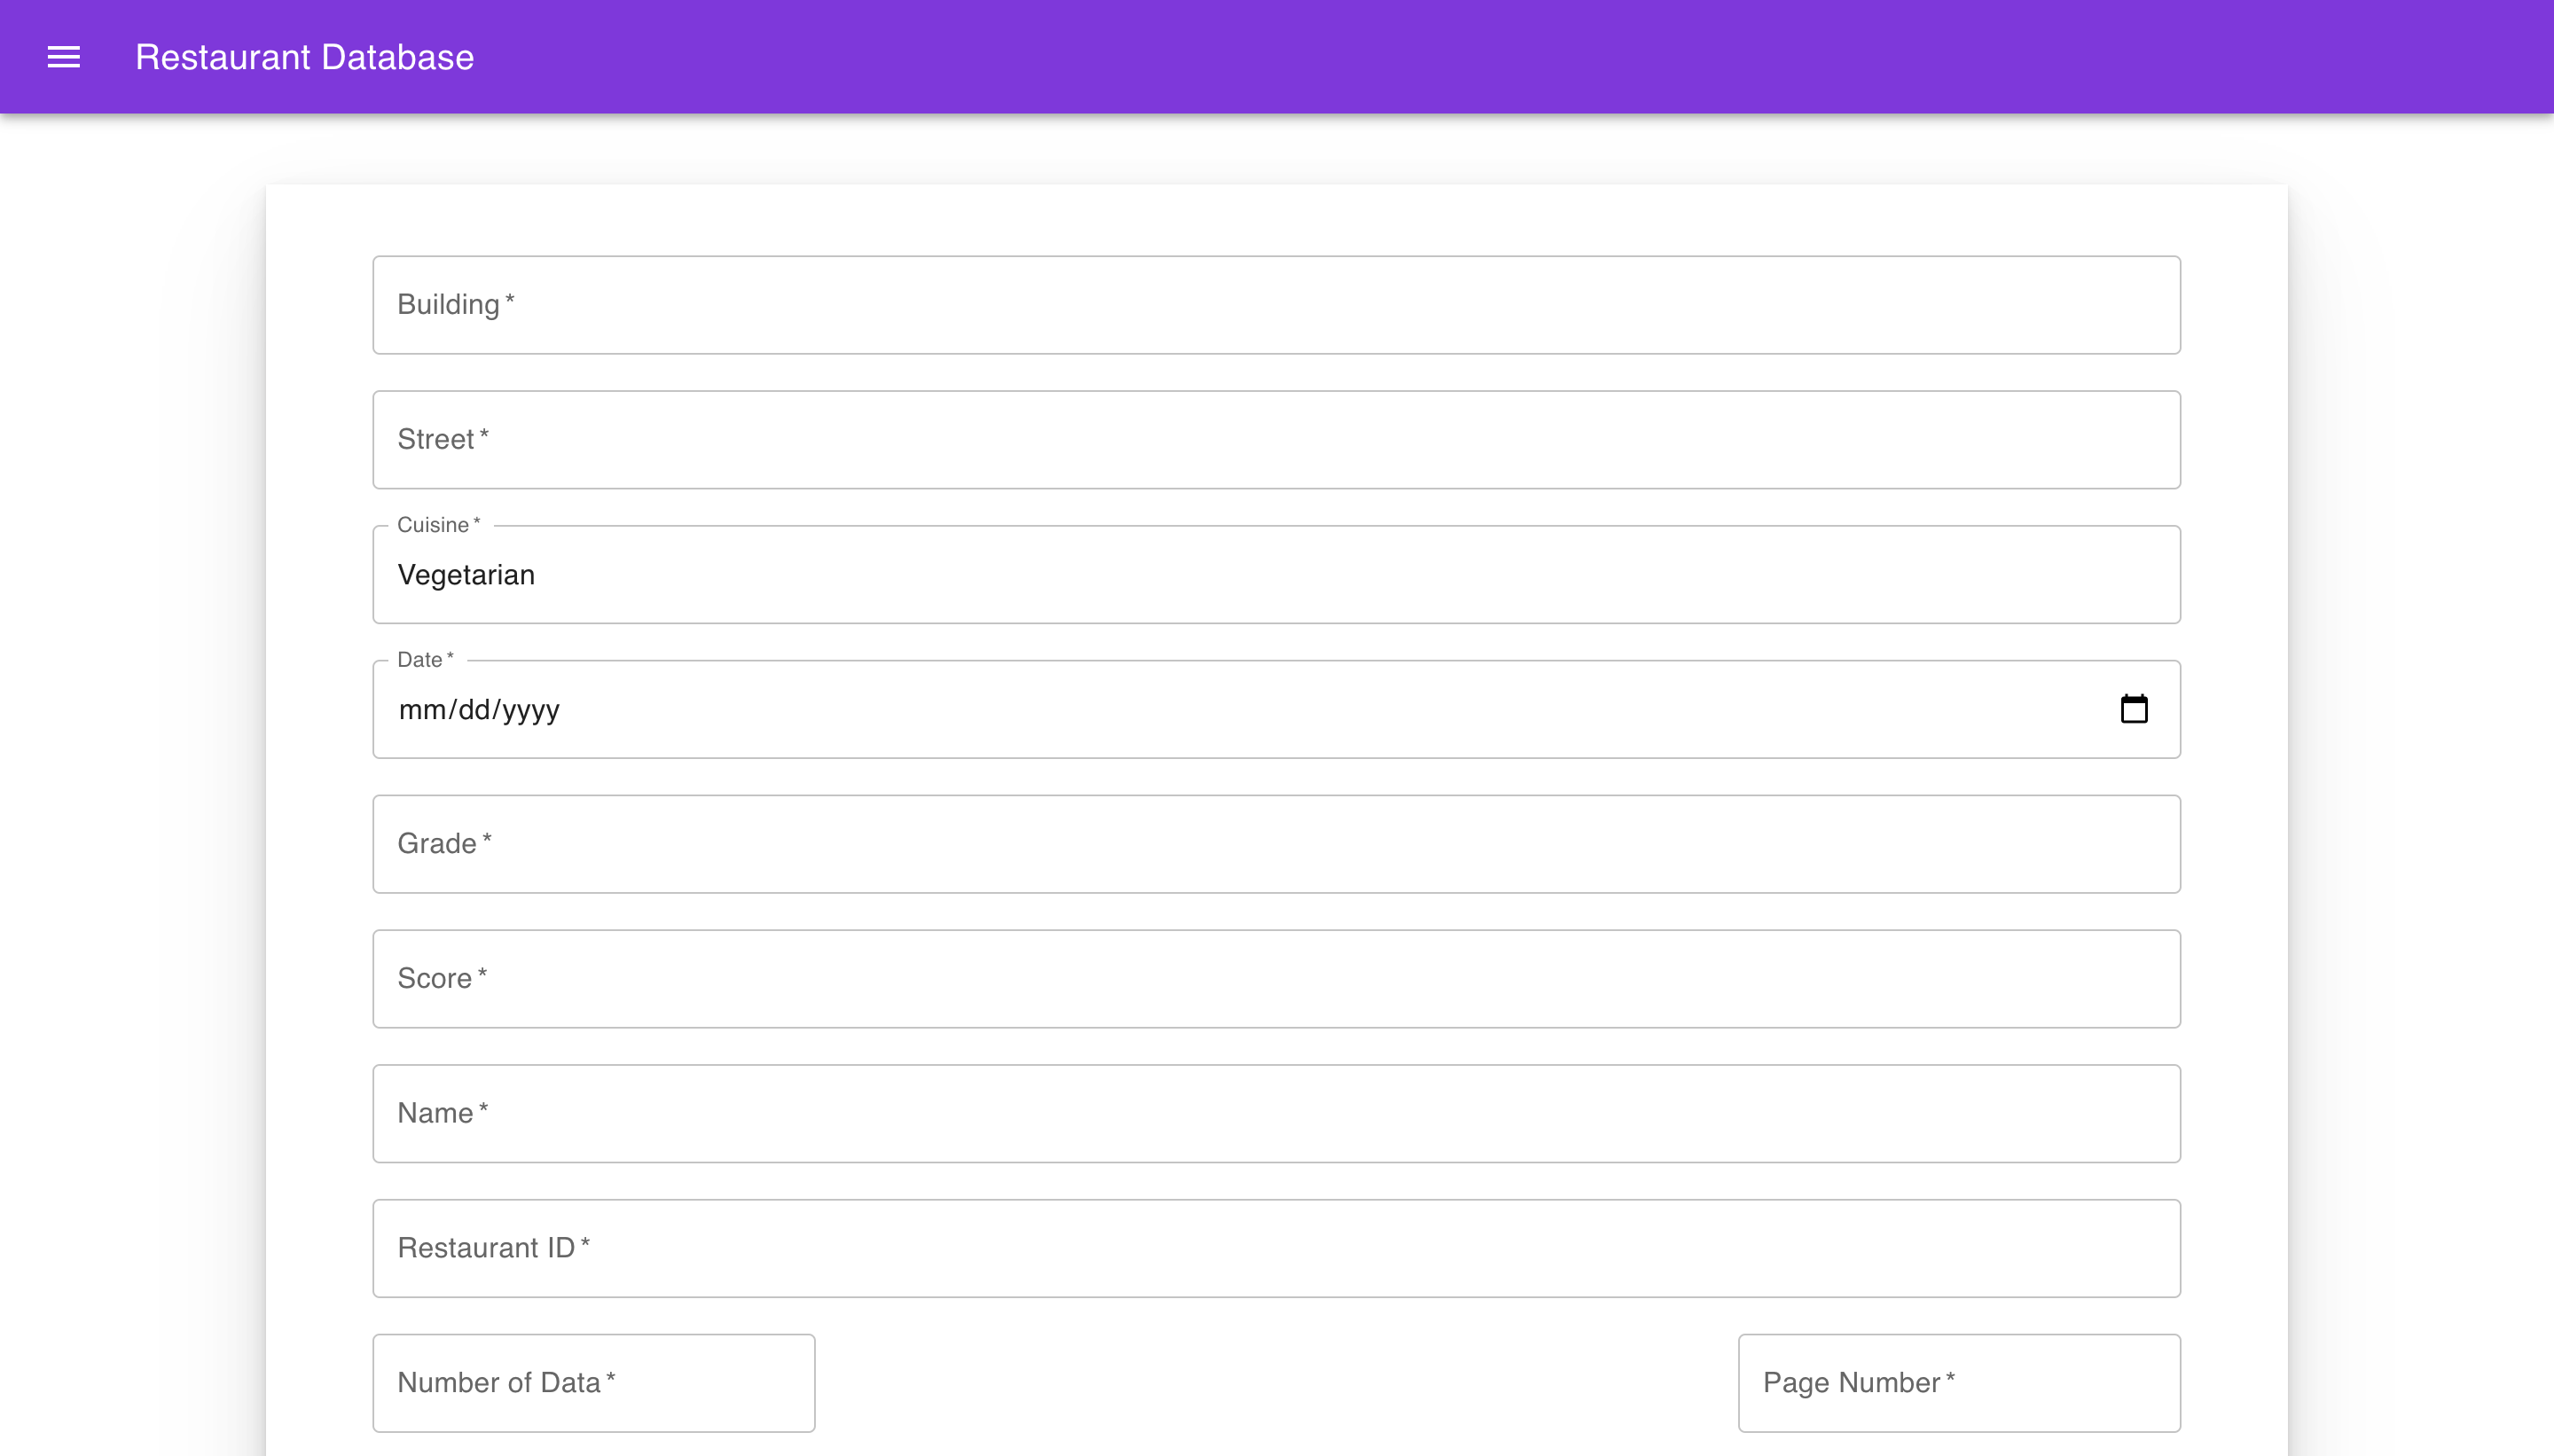 Restaurant Database
Building *
Street *
Cuisine *
Vegetarian
Date *
mm/dd/yyyy
Grade *
Score *
Name *
Restaurant ID *
Number of Data *
Page Number *